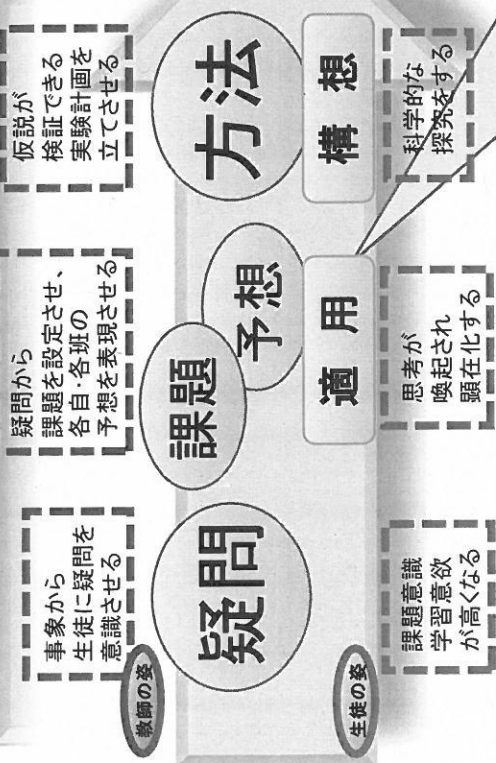 教師の姿
事象から
生徒に疑問を
意識させる
疑問から
課題を設定させ、
各自・各班の
予想を表現させる
仮説が
検証できる
実験計画を
立てさせる
疑問
課題
予想
方法
適用
構想
生徒の姿
課題意識
学習意欲
が高くなる
思考が
喚起され
顕在化する
科学的な
探究をする